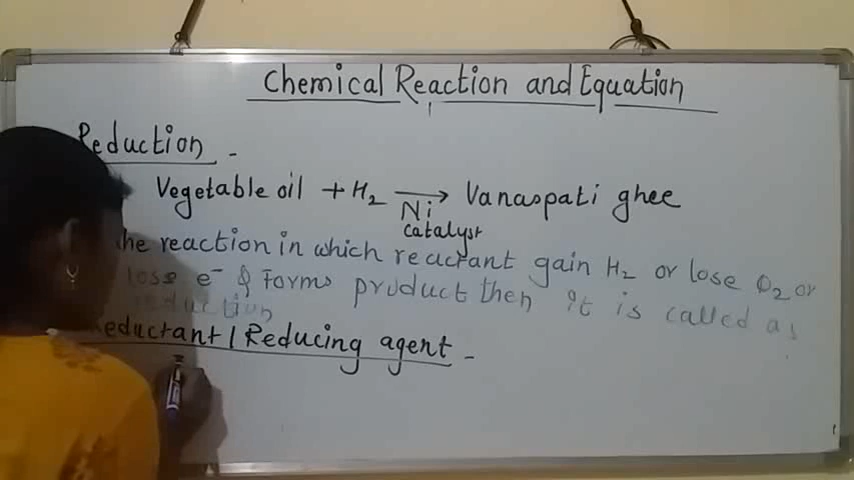 Chemical Reaction and Equation
Reduction -
Vegetable oil + H2 → Vanaspati ghee
Ni
catalyst
he reaction in which reactant gain H2 or lose O2 or
lose e- & Forms product then it is called as
reduction
Reductant / Reducing agent -